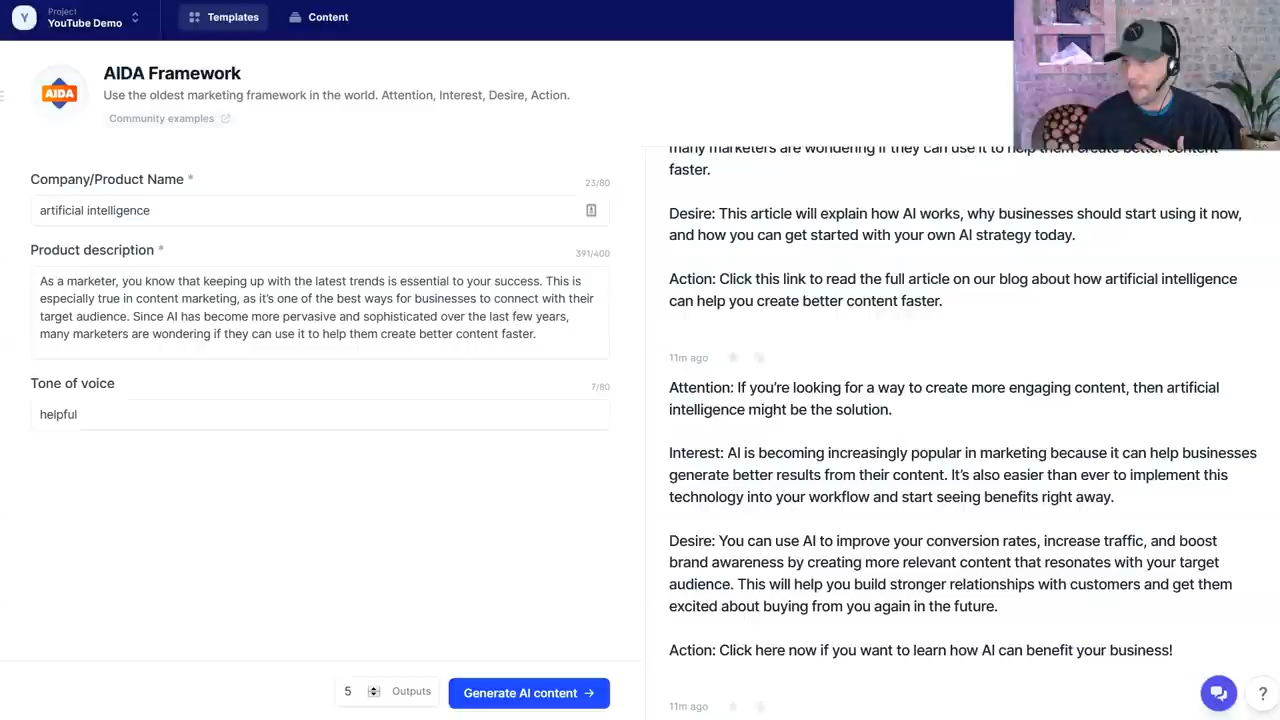 Y
Project
YouTube Demo
Templates
Content
AIDA
AIDA Framework
Use the oldest marketing framework in the world. Attention, Interest, Desire, Action.
Community examples
Company/Product Name *
23/80
artificial intelligence
Product description *
391/400
As a marketer, you know that keeping up with the latest trends is essential to your success. This is
especially true in content marketing, as it's one of the best ways for businesses to connect with their
target audience. Since AI has become more pervasive and sophisticated over the last few years,
many marketers are wondering if they can use it to help them create better content faster.
Tone of voice
7/80
helpful
5
Outputs
Generate AI content →
many marketers are wondering if they can use it to help them create better content
faster.
Desire: This article will explain how AI works, why businesses should start using it now,
and how you can get started with your own AI strategy today.
Action: Click this link to read the full article on our blog about how artificial intelligence
can help you create better content faster.
11m ago
Attention: If you're looking for a way to create more engaging content, then artificial
intelligence might be the solution.
Interest: AI is becoming increasingly popular in marketing because it can help businesses
generate better results from their content. It's also easier than ever to implement this
technology into your workflow and start seeing benefits right away.
Desire: You can use AI to improve your conversion rates, increase traffic, and boost
brand awareness by creating more relevant content that resonates with your target
audience. This will help you build stronger relationships with customers and get them
excited about buying from you again in the future.
Action: Click here now if you want to learn how AI can benefit your business!
11m ago
?